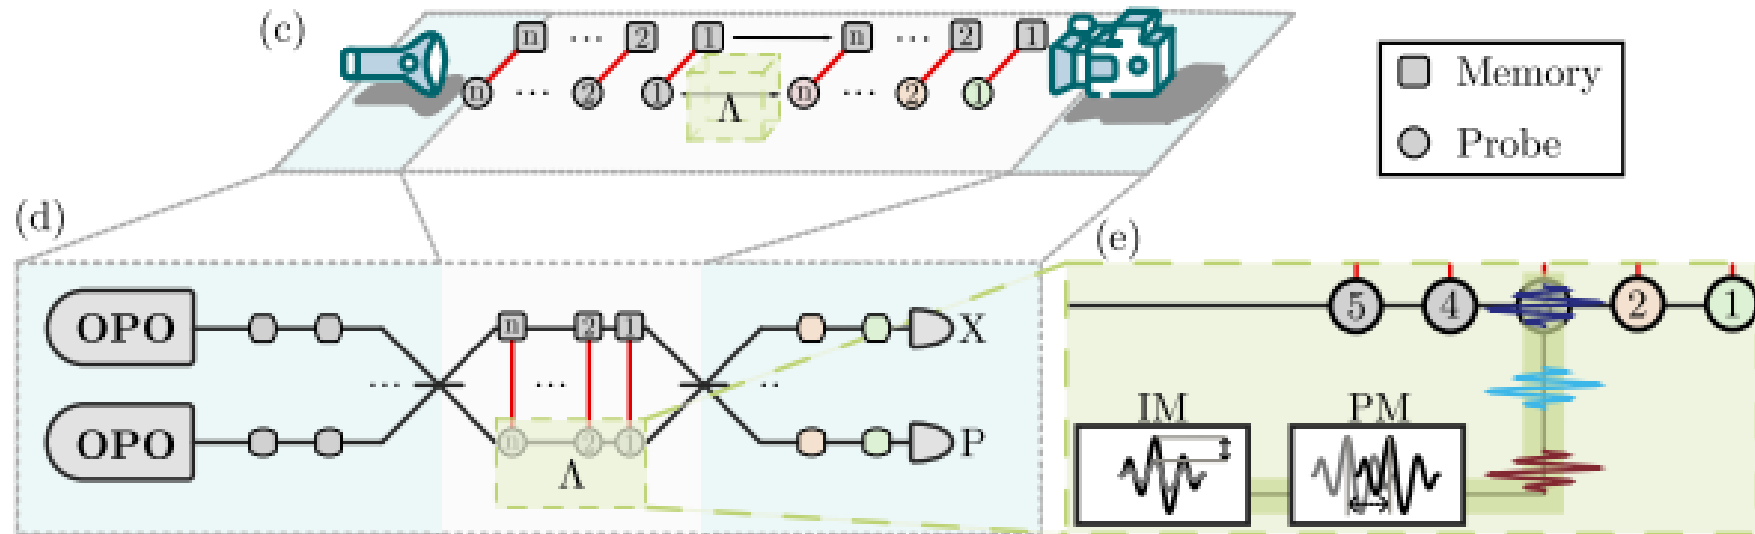 (c)
n ... 2 1 n ... 2 1
n ... 2 1 Λ n ... 2 1
Memory
Probe
(d)
OPO ... n 2 1 .. X
...
OPO n 2 1 P
Λ
(e)
5 4 2 1
IM PM